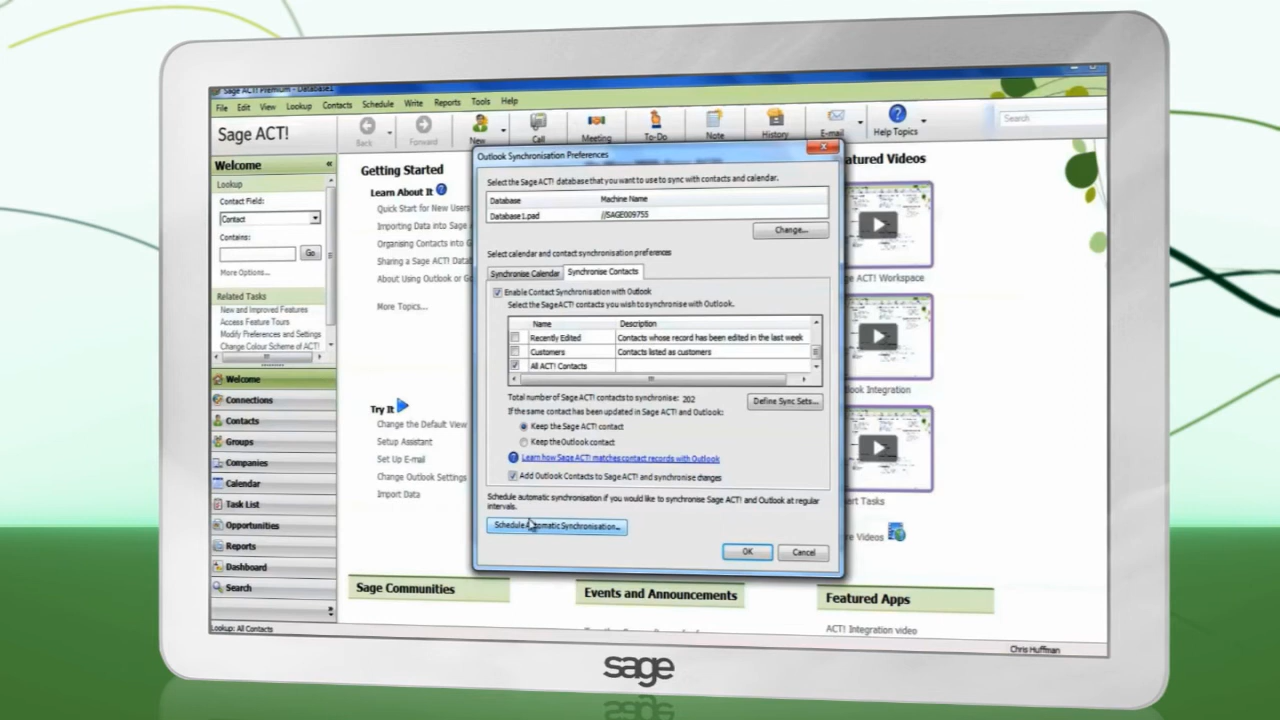 Sage ACT! Premium - Database1
File Edit View Lookup Contacts Schedule Write Reports Tools Help
Sage ACT!
Back
Forward
New
Call
Meeting
To-Do
Note
History
E-mail
Help Topics
Search
Welcome
Lookup
Contact Field:
Contact
Contains:
Go
More Options...
Related Tasks
New and Improved Features
Access Feature Tours
Modify Preferences and Settings
Change Colour Scheme of ACT!
Welcome
Connections
Contacts
Groups
Companies
Calendar
Task List
Opportunities
Reports
Dashboard
Search
Lookup: All Contacts
Getting Started
Learn About It
Quick Start for New Users
Importing Data into Sage
Organising Contacts into
Sharing a Sage ACT!
About Using Outlook or
More Topics...
Try It
Change the Default View
Setup Assistant
Set Up E-mail
Change Outlook Settings
Import Data
Outlook Synchronisation Preferences
Select the Sage ACT! database that you want to use to sync with contacts and calendar.
Database Machine Name
Database1.pad //SAGE009755
Change...
Select calendar and contact synchronisation preferences
Synchronise Calendar Synchronise Contacts
Enable Contact Synchronisation with Outlook
Select the Sage ACT! contacts you wish to synchronise with Outlook.
Name Description
Recently Edited Contacts whose record has been edited in the last week
Customers Contacts listed as customers
All ACT! Contacts
Total number of Sage ACT! contacts to synchronise: 202
Define Sync Sets...
If the same contact has been updated in Sage ACT! and Outlook:
Keep the Sage ACT! contact
Keep the Outlook contact
Learn how Sage ACT! matches contact records with Outlook
Add Outlook Contacts to Sage ACT! and synchronise changes
Schedule automatic synchronisation if you would like to synchronise Sage ACT! and Outlook at regular
intervals.
Schedule Automatic Synchronisation...
OK
Cancel
atured Videos
e ACT! Workspace
look Integration
art Tasks
re Videos
Sage Communities
Events and Announcements
Featured Apps
ACT! Integration video
Chris Huffman
sage